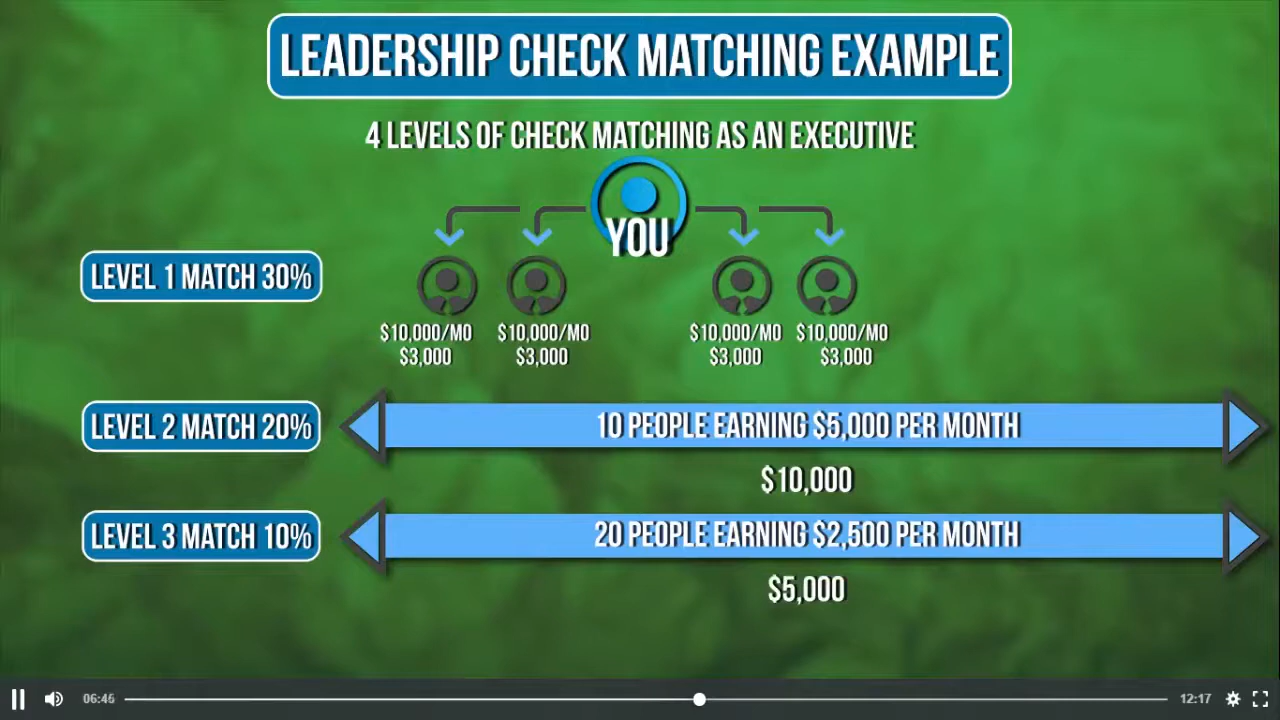 LEADERSHIP CHECK MATCHING EXAMPLE
4 LEVELS OF CHECK MATCHING AS AN EXECUTIVE
YOU
LEVEL 1 MATCH 30%
$10,000/MO $10,000/MO $10,000/MO $10,000/MO
$3,000 $3,000 $3,000 $3,000
LEVEL 2 MATCH 20% 10 PEOPLE EARNING $5,000 PER MONTH
$10,000
LEVEL 3 MATCH 10% 20 PEOPLE EARNING $2,500 PER MONTH
$5,000
06:46 12:17